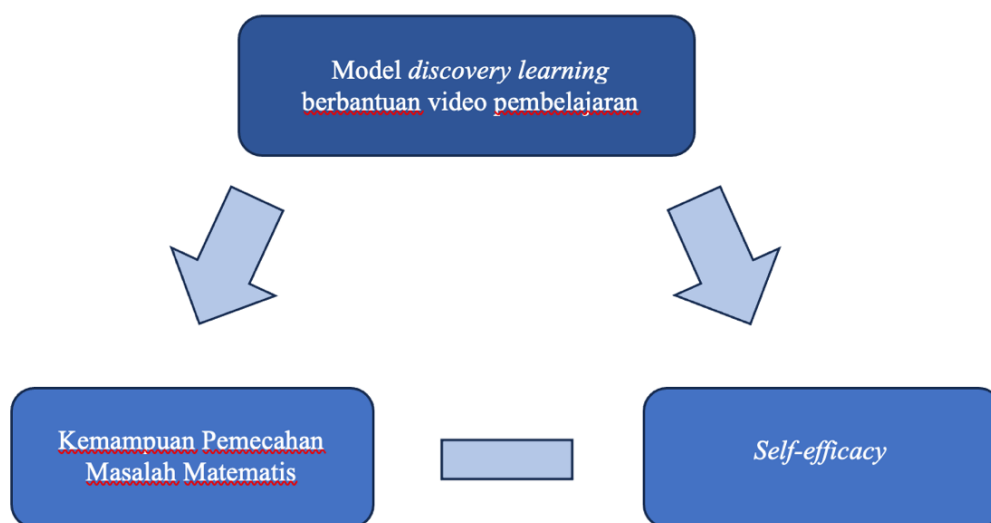 Model discovery learning
berbantuan video pembelajaran
Kemampuan Pemecahan
Masalah Matematis
Self-efficacy